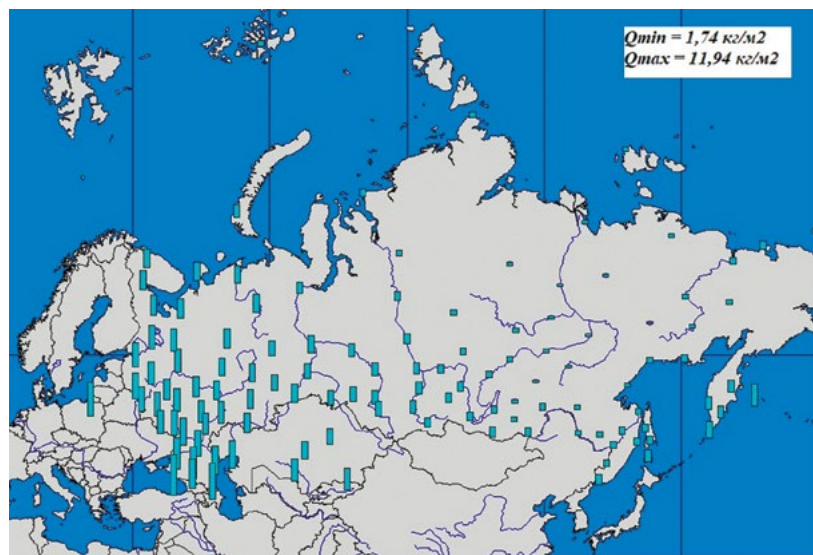 Qmin = 1,74 кг/м2
Qmax = 11,94 кг/м2